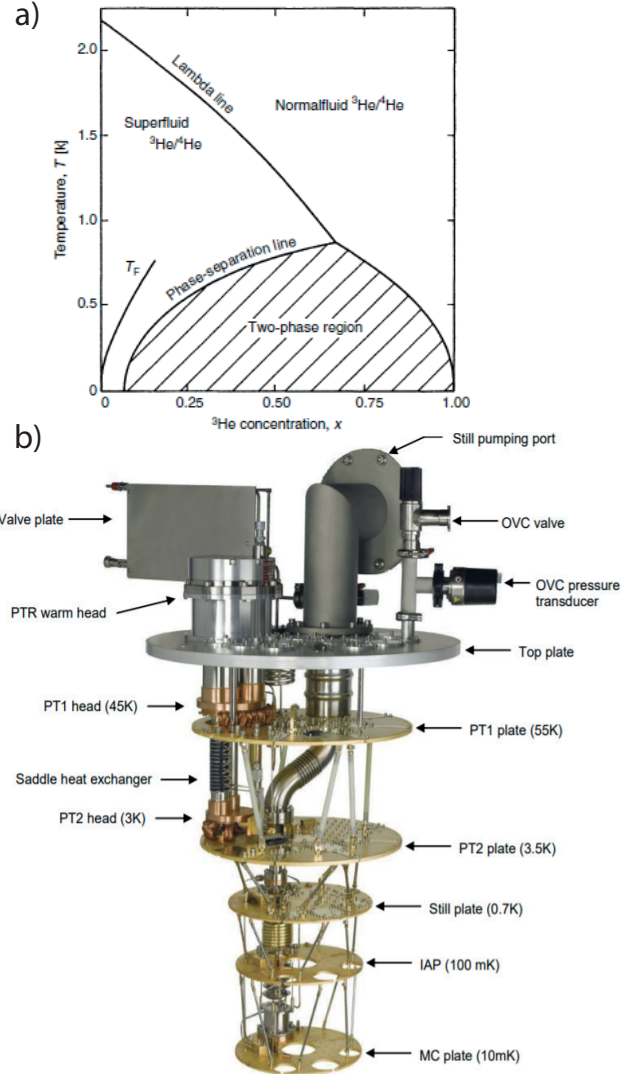 a)
2.0
1.5
1.0
0.5
0
Temperature, T [k]
Lambda line
Normalfluid ³He/⁴He
Superfluid
³He/⁴He
T_F
Phase-separation line
Two-phase region
0
0.25
0.50
0.75
1.00
³He concentration, x
b)
Still pumping port
Valve plate
OVC valve
PTR warm head
OVC pressure
transducer
Top plate
PT1 head (45K)
PT1 plate (55K)
Saddle heat exchanger
PT2 head (3K)
PT2 plate (3.5K)
Still plate (0.7K)
IAP (100 mK)
MC plate (10mK)